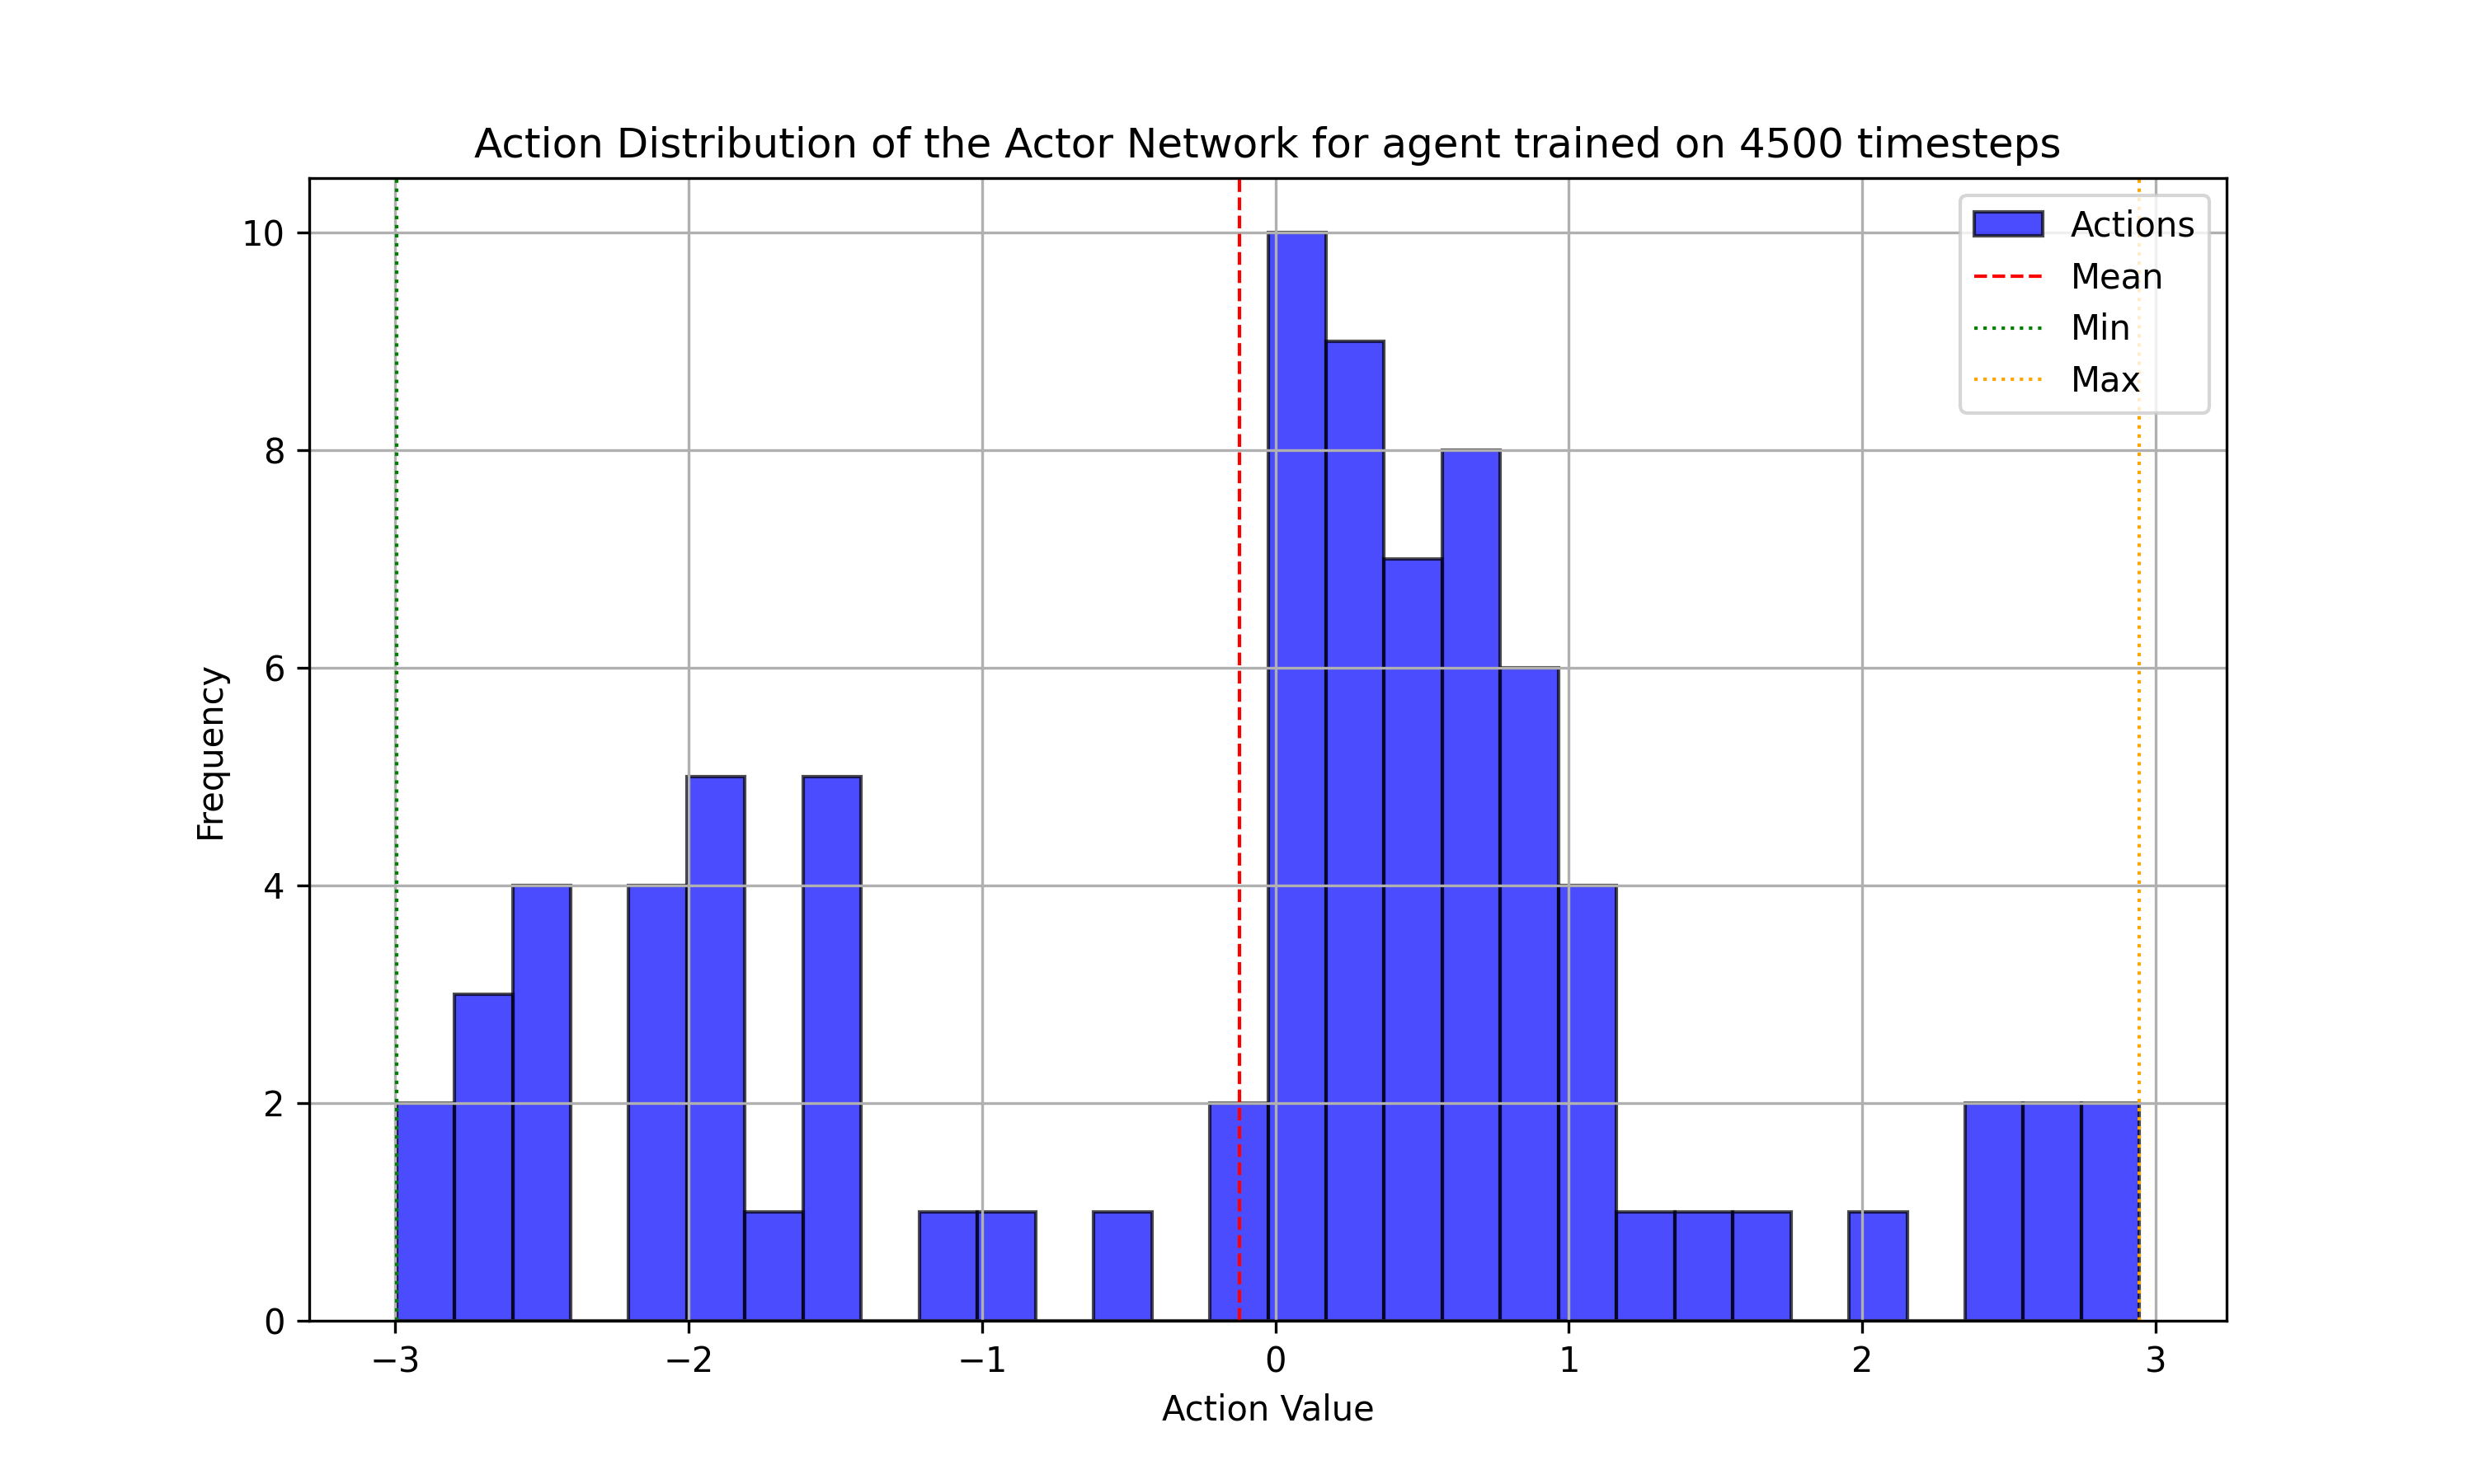 Action Distribution of the Actor Network for agent trained on 4500 timesteps
Actions
Mean
Min
Max
10
8
6
4
2
0
Frequency
−3
−2
−1
0
1
2
3
Action Value